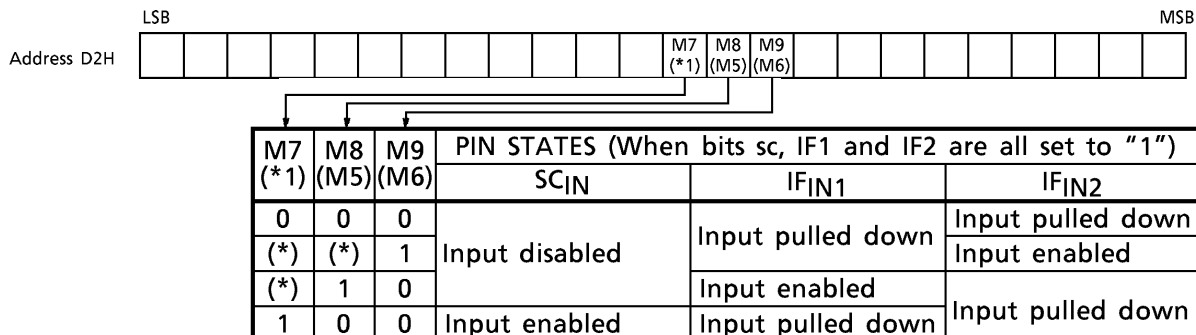 LSB MSB
Address D2H M7 M8 M9
(*1) (M5) (M6)
M7 M8 M9 PIN STATES (When bits sc, IF1 and IF2 are all set to “1”)
(*1) (M5) (M6) SCIN IFIN1 IFIN2
0 0 0 Input disabled Input pulled down Input pulled down
(*) (*) 1 Input enabled
(*) 1 0 Input enabled Input pulled down
1 0 0 Input enabled Input pulled down